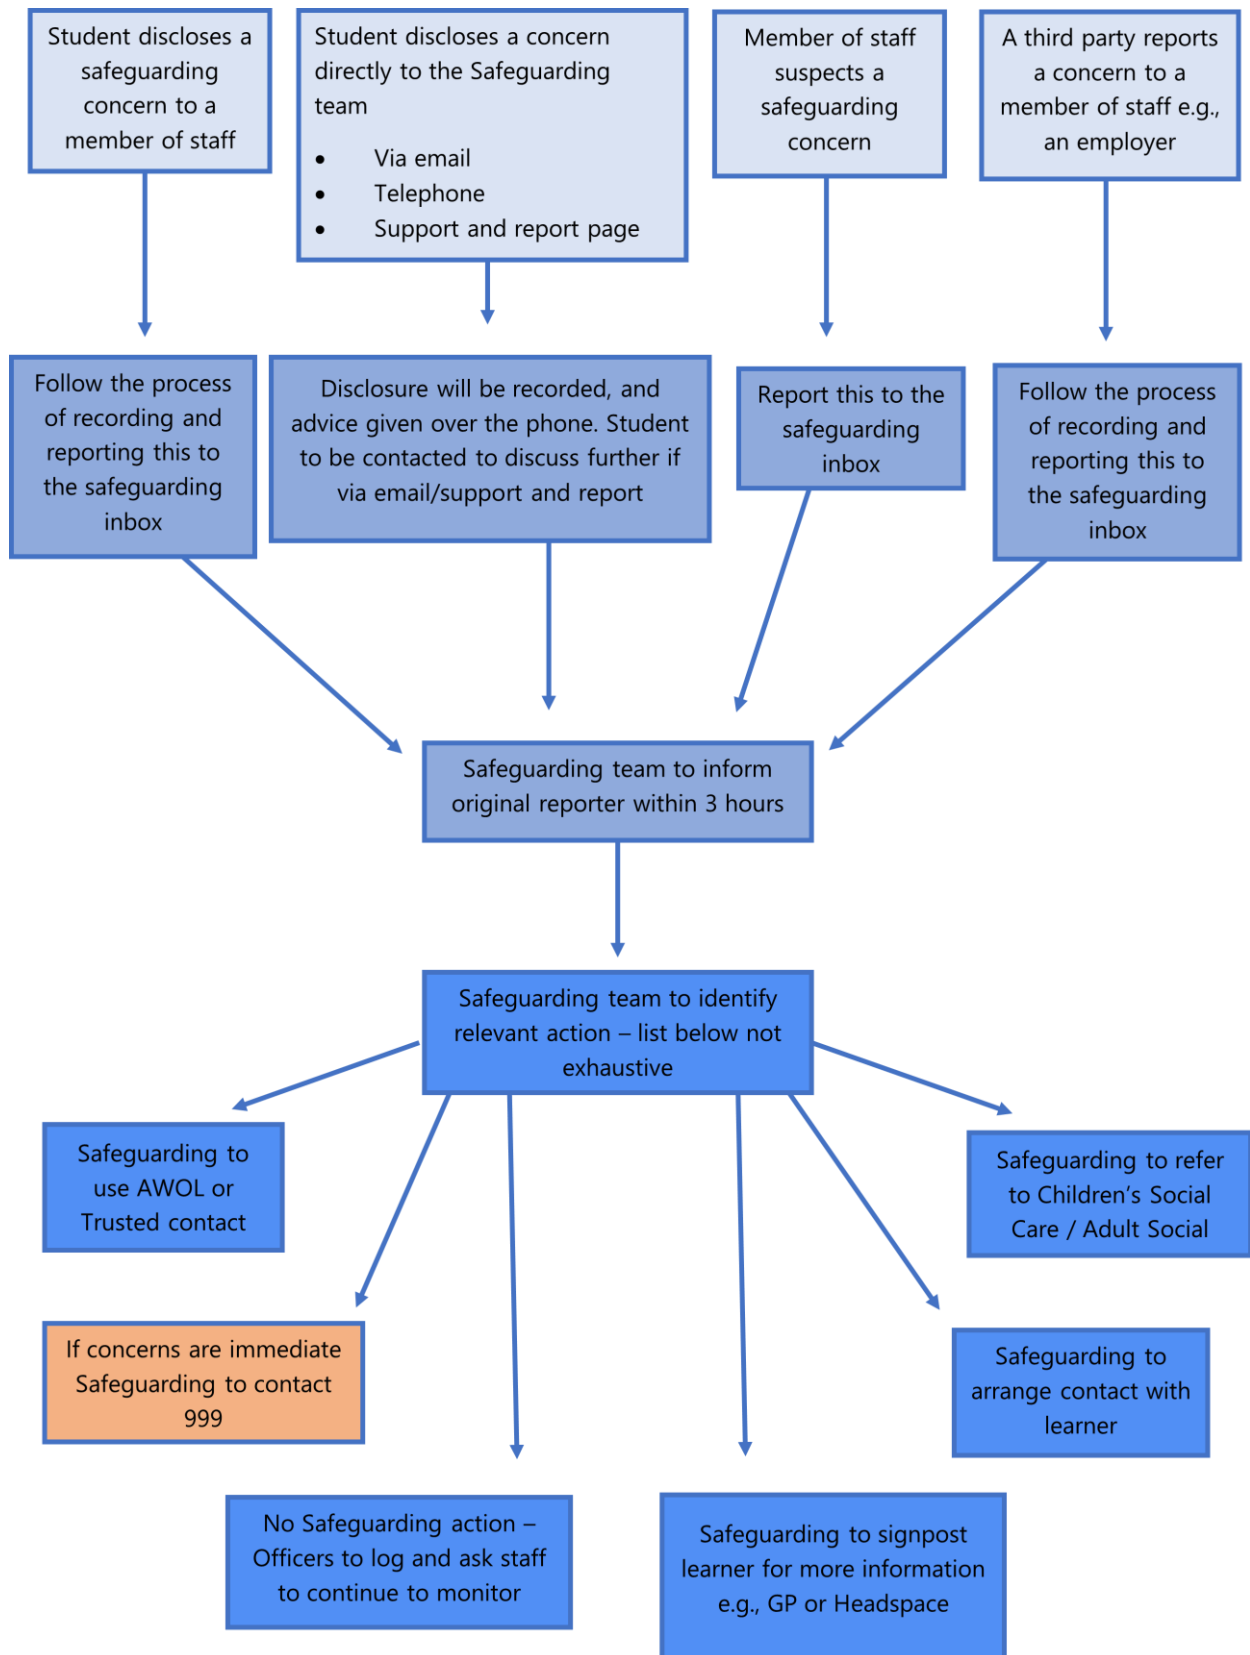 Student discloses a
safeguarding
concern to a
member of staff
Student discloses a concern
directly to the Safeguarding
team
• Via email
• Telephone
• Support and report page
Member of staff
suspects a
safeguarding
concern
A third party reports
a concern to a
member of staff e.g.,
an employer
Follow the process
of recording and
reporting this to
the safeguarding
inbox
Disclosure will be recorded, and
advice given over the phone. Student
to be contacted to discuss further if
via email/support and report
Report this to the
safeguarding
inbox
Follow the process
of recording and
reporting this to
the safeguarding
inbox
Safeguarding team to inform
original reporter within 3 hours
Safeguarding team to identify
relevant action – list below not
exhaustive
Safeguarding to
use AWOL or
Trusted contact
Safeguarding to refer
to Children’s Social
Care / Adult Social
If concerns are immediate
Safeguarding to contact
999
Safeguarding to
arrange contact with
learner
No Safeguarding action –
Officers to log and ask staff
to continue to monitor
Safeguarding to signpost
learner for more information
e.g., GP or Headspace